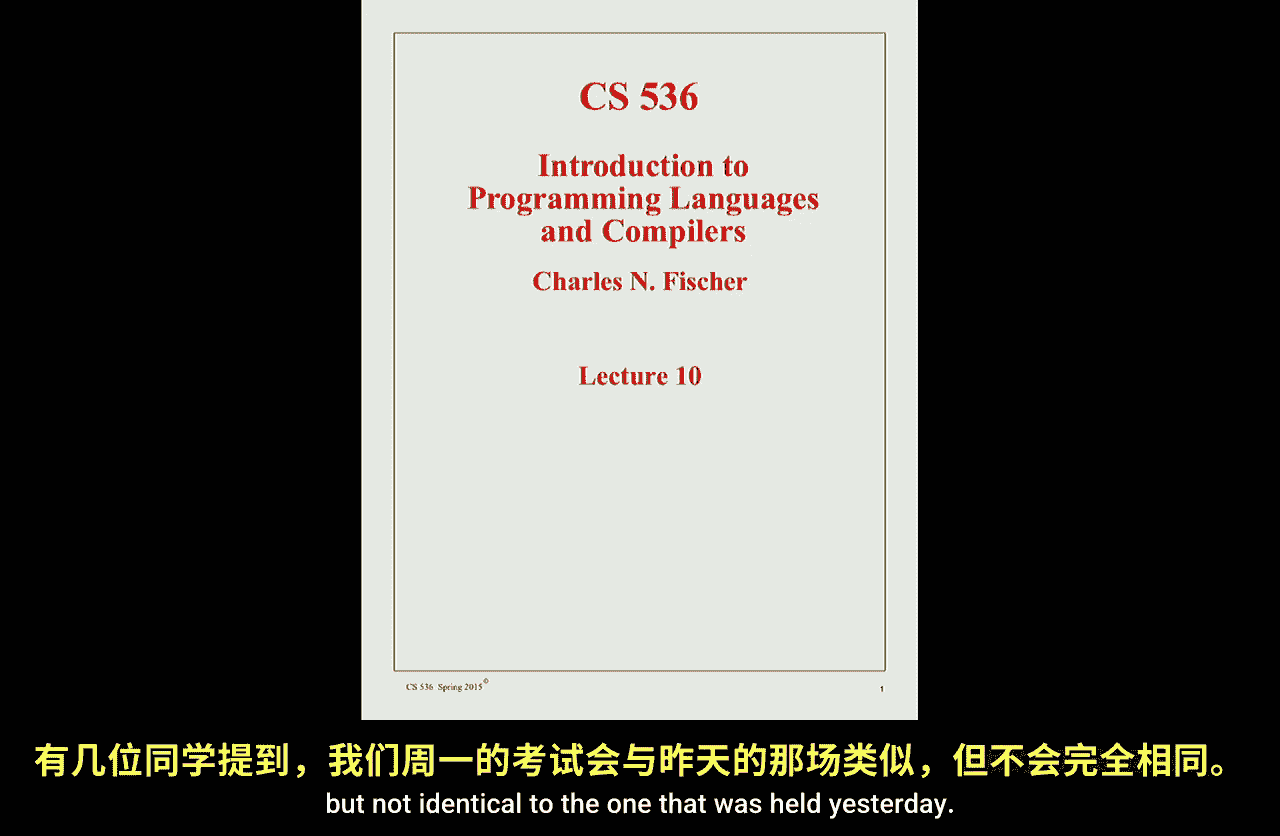 CS 536
Introduction to
Programming Languages
and Compilers
Charles N. Fischer
Lecture 10
CS 536 Spring 2015©
1
有几位同学提到，我们周一的考试会与昨天的那场类似，但不会完全相同。
but not identical to the one that was held yesterday.